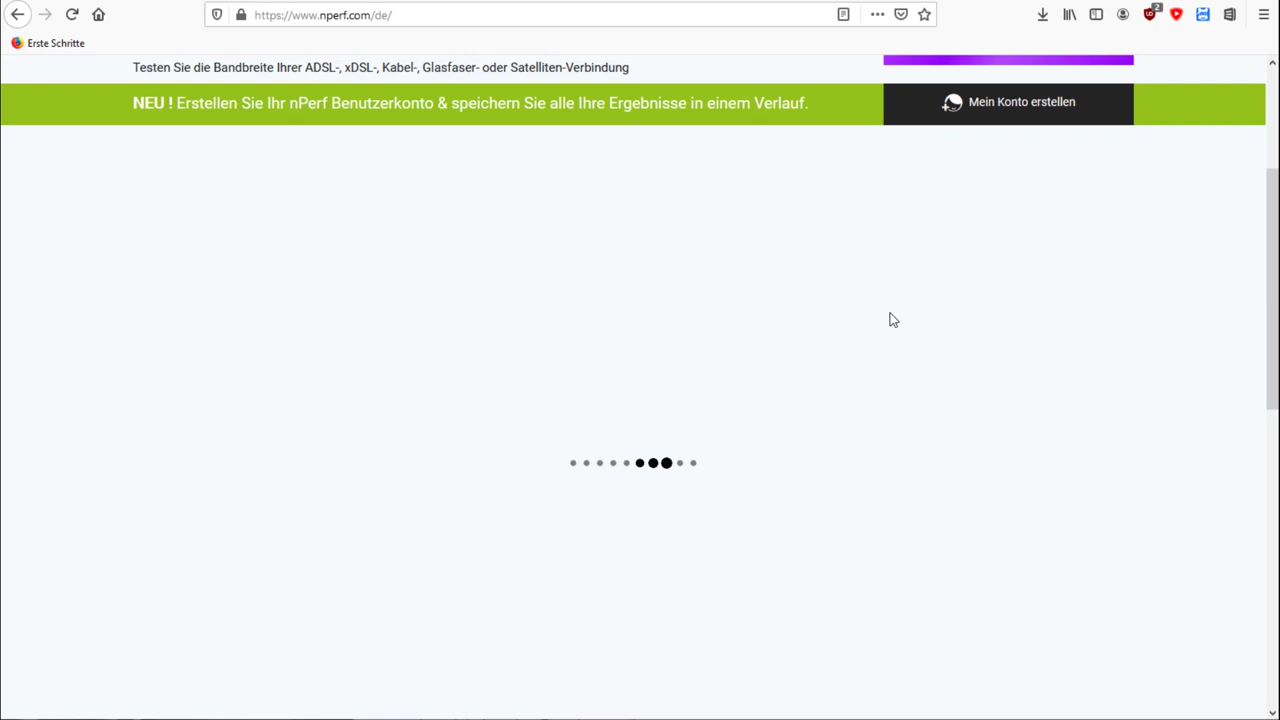 https://www.nperf.com/de/
2
Erste Schritte
Testen Sie die Bandbreite Ihrer ADSL-, xDSL-, Kabel-, Glasfaser- oder Satelliten-Verbindung
NEU ! Erstellen Sie Ihr nPerf Benutzerkonto & speichern Sie alle Ihre Ergebnisse in einem Verlauf.
Mein Konto erstellen